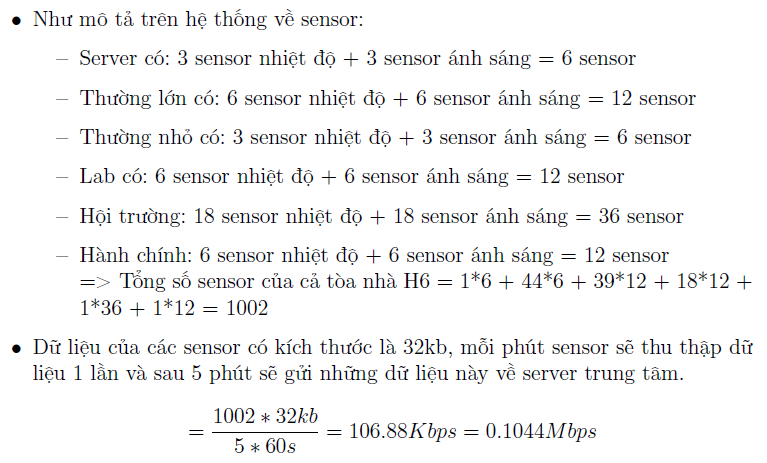 • Như mô tả trên hệ thống về sensor:
– Server có: 3 sensor nhiệt độ + 3 sensor ánh sáng = 6 sensor
– Thường lớn có: 6 sensor nhiệt độ + 6 sensor ánh sáng = 12 sensor
– Thường nhỏ có: 3 sensor nhiệt độ + 3 sensor ánh sáng = 6 sensor
– Lab có: 6 sensor nhiệt độ + 6 sensor ánh sáng = 12 sensor
– Hội trường: 18 sensor nhiệt độ + 18 sensor ánh sáng = 36 sensor
– Hành chính: 6 sensor nhiệt độ + 6 sensor ánh sáng = 12 sensor
=> Tổng số sensor của cả tòa nhà H6 = 1*6 + 44*6 + 39*12 + 18*12 +
1*36 + 1*12 = 1002
• Dữ liệu của các sensor có kích thước là 32kb, mỗi phút sensor sẽ thu thập dữ
liệu 1 lần và sau 5 phút sẽ gửi những dữ liệu này về server trung tâm.
= \frac{1002 * 32kb}{5 * 60s} = 106.88Kbps = 0.1044Mbps